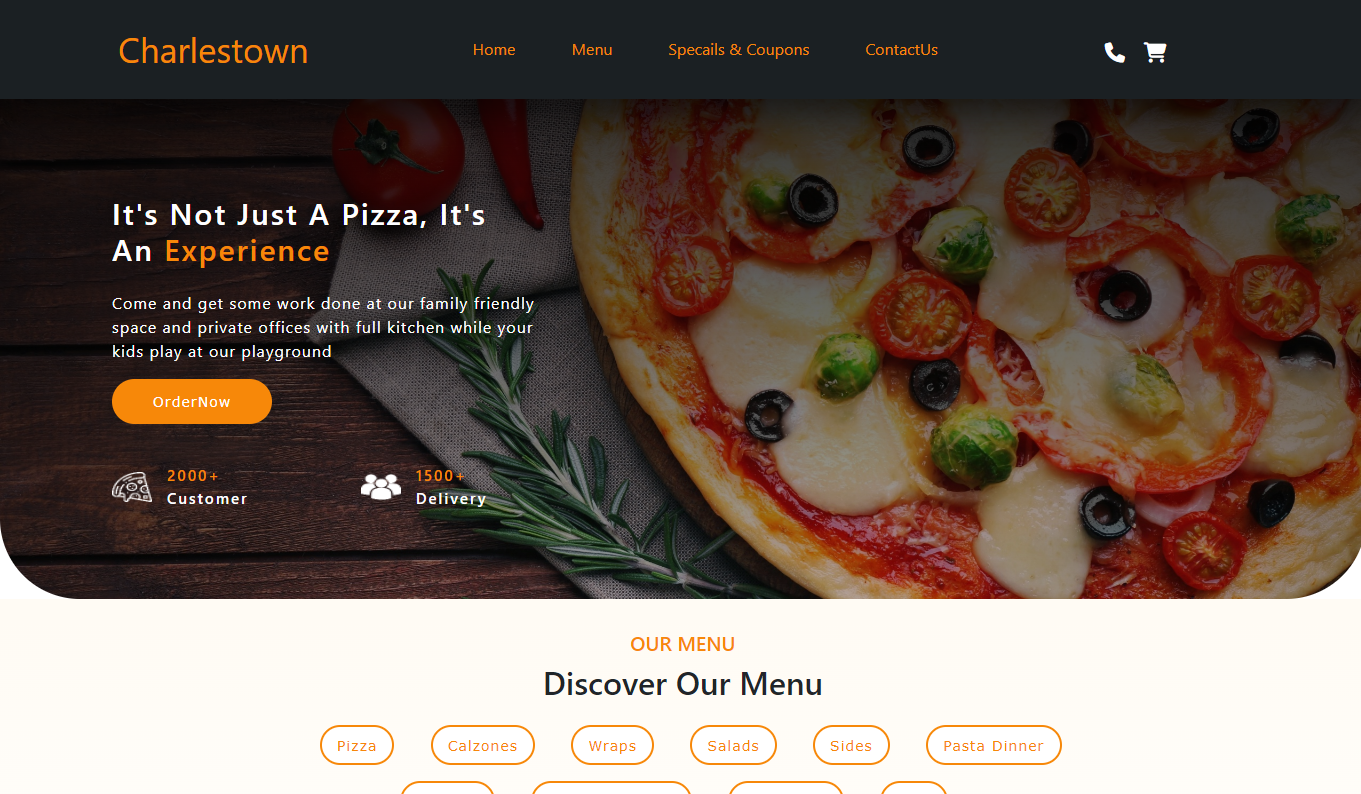 Charlestown
Home
Menu
Specails & Coupons
ContactUs
It's Not Just A Pizza, It's
An Experience
Come and get some work done at our family friendly
space and private offices with full kitchen while your
kids play at our playground
OrderNow
2000+
Customer
1500+
Delivery
OUR MENU
Discover Our Menu
Pizza
Calzones
Wraps
Salads
Sides
Pasta Dinner